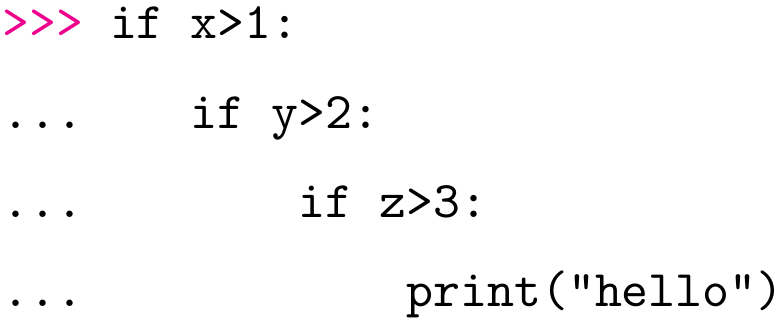 >>> if x>1:
...    if y>2:
...        if z>3:
...            print("hello")